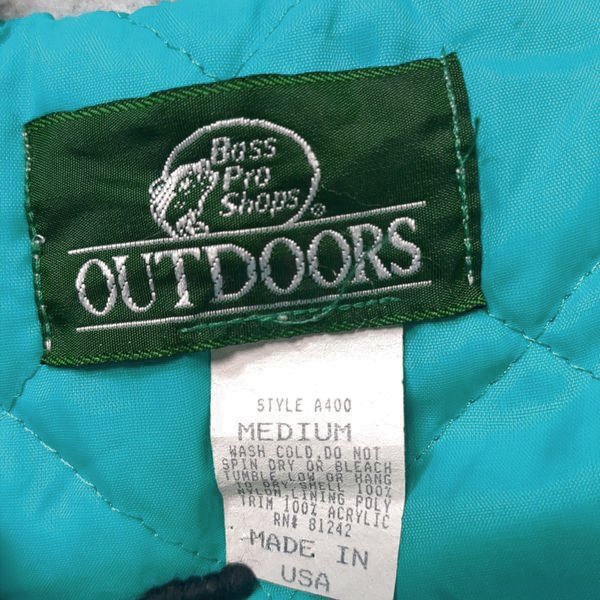 Bass
Pro
Shops®
OUTDOORS
STYLE A400
MEDIUM
WASH COLD.DO NOT
SPIN DRY OR BLEACH
TUMBLE LOW OR HANG
TO DRY.SHELL 100%
NYLON,LINING POLY
TRIM 100% ACRYLIC
RN# 81242
MADE IN
USA